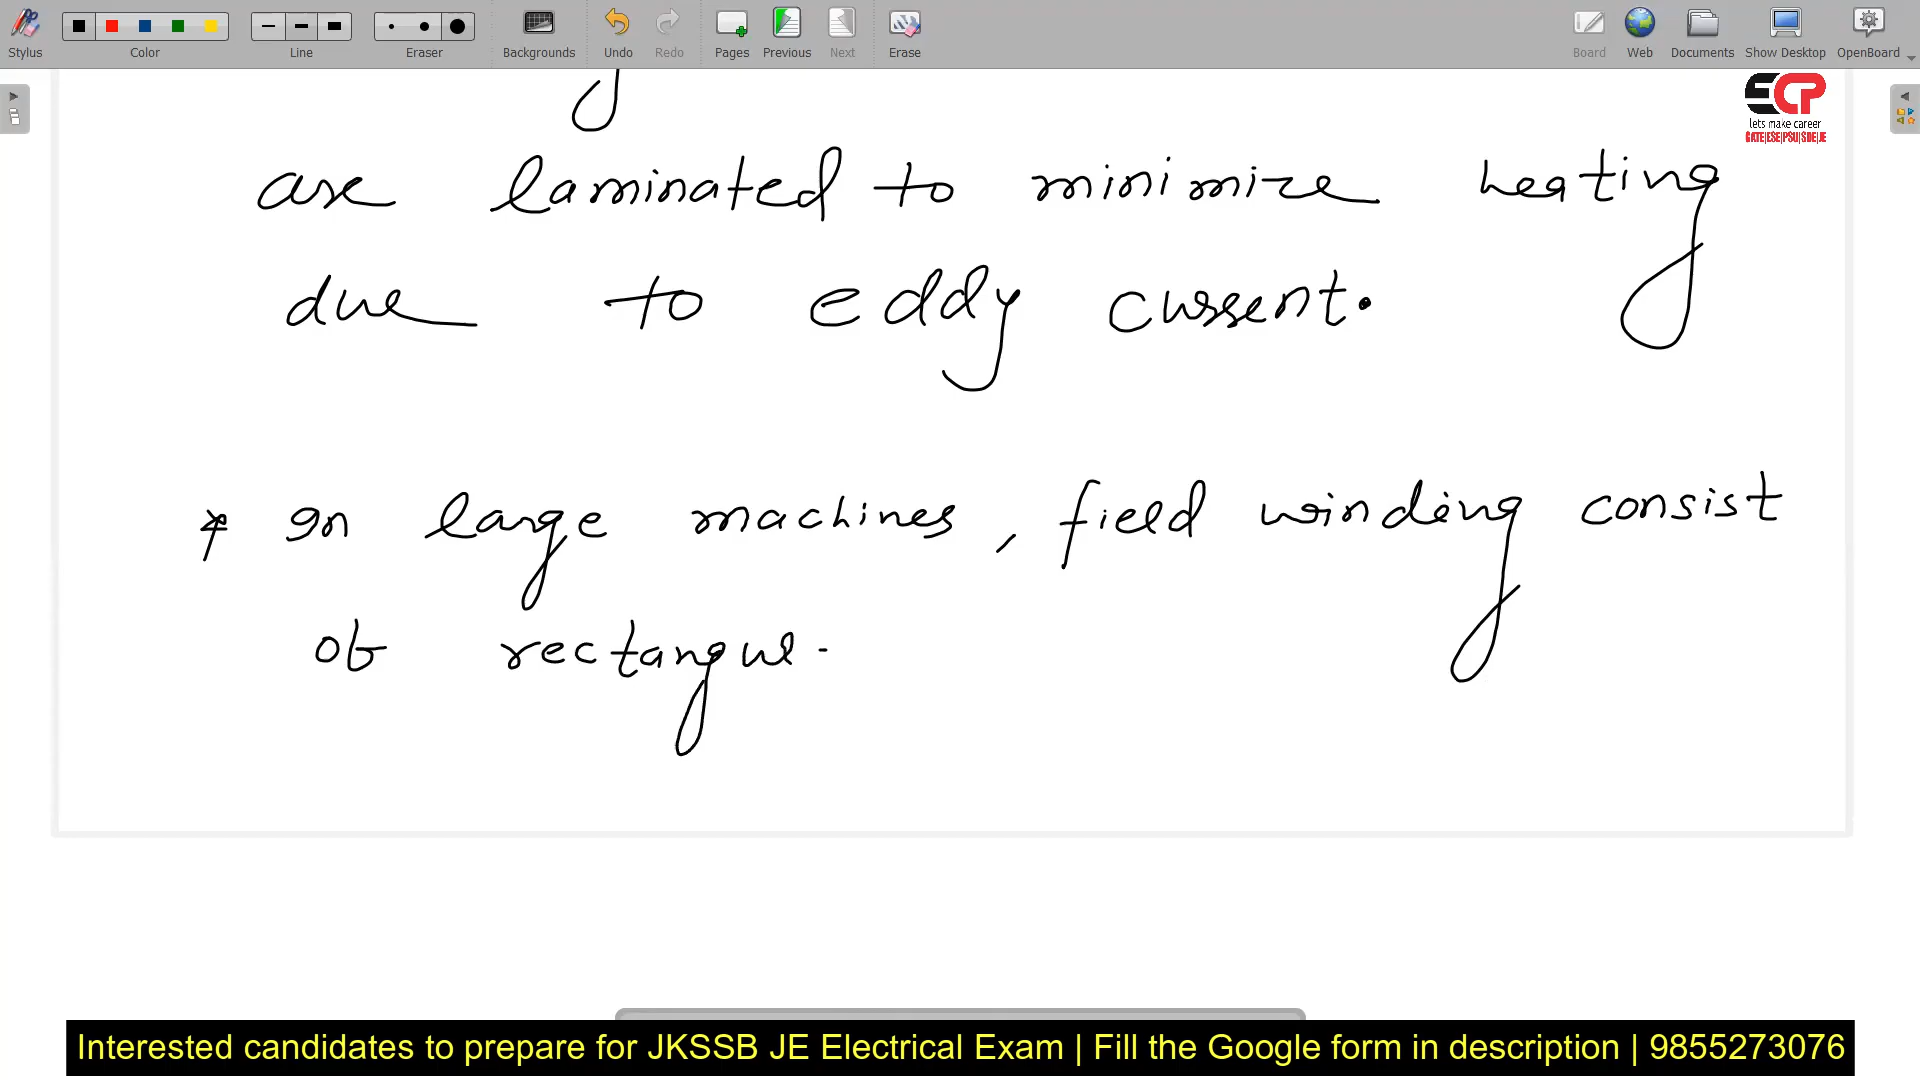 Stylus Color Line Eraser Backgrounds Undo Redo Pages Previous Next Erase Board Web Documents Show Desktop OpenBoard
ECP
lets make career
GATE|ESE|PSU|SDE|JE
are laminated to minimize heating
due to eddy current.
* In large machines, field winding consist
of rectangul-
Interested candidates to prepare for JKSSB JE Electrical Exam | Fill the Google form in description | 9855273076